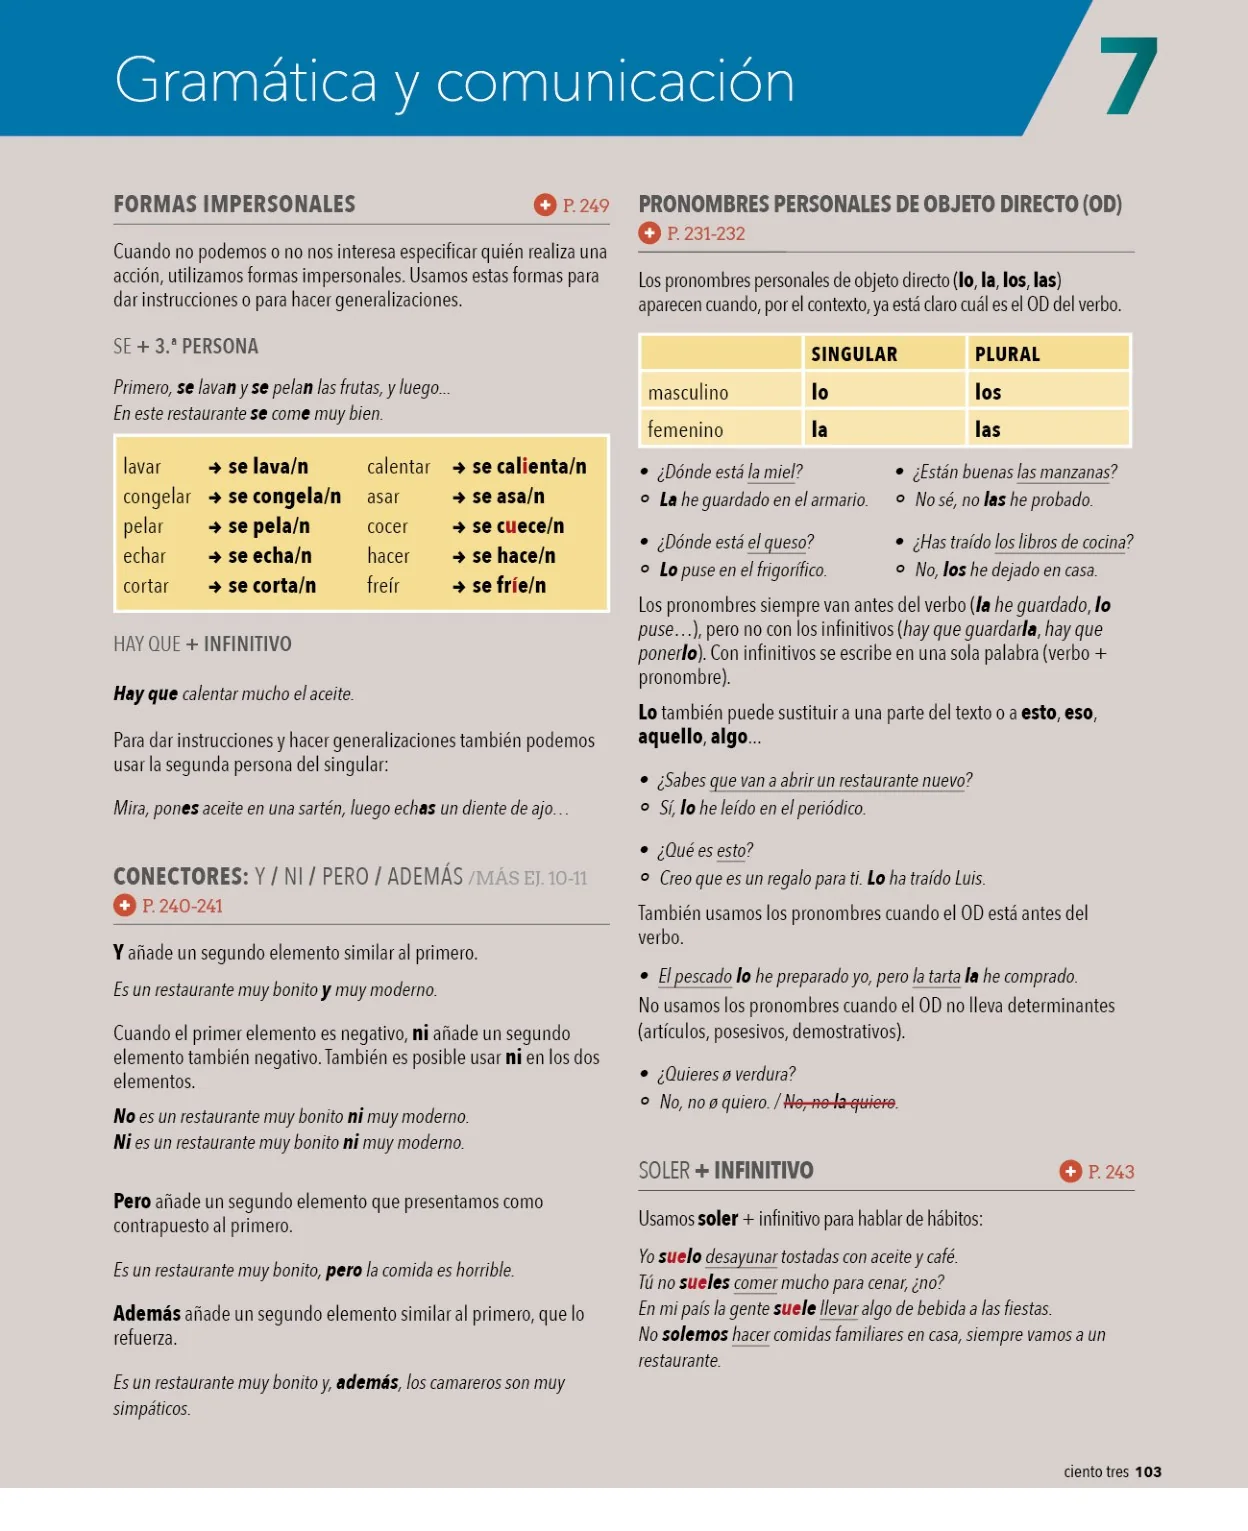 Gramática y comunicación
7
FORMAS IMPERSONALES + P. 249
Cuando no podemos o no nos interesa especificar quién realiza una
acción, utilizamos formas impersonales. Usamos estas formas para
dar instrucciones o para hacer generalizaciones.
SE + 3.ª PERSONA
Primero, se lavan y se pelan las frutas, y luego...
En este restaurante se come muy bien.
lavar → se lava/n calentar → se calienta/n
congelar → se congela/n asar → se asa/n
pelar → se pela/n cocer → se cuece/n
echar → se echa/n hacer → se hace/n
cortar → se corta/n freír → se fríe/n
HAY QUE + INFINITIVO
Hay que calentar mucho el aceite.
Para dar instrucciones y hacer generalizaciones también podemos
usar la segunda persona del singular:
Mira, pones aceite en una sartén, luego echas un diente de ajo…
CONECTORES: Y / NI / PERO / ADEMÁS /MÁS EJ. 10-11
+ P. 240-241
Y añade un segundo elemento similar al primero.
Es un restaurante muy bonito y muy moderno.
Cuando el primer elemento es negativo, ni añade un segundo
elemento también negativo. También es posible usar ni en los dos
elementos.
No es un restaurante muy bonito ni muy moderno.
Ni es un restaurante muy bonito ni muy moderno.
Pero añade un segundo elemento que presentamos como
contrapuesto al primero.
Es un restaurante muy bonito, pero la comida es horrible.
Además añade un segundo elemento similar al primero, que lo
refuerza.
Es un restaurante muy bonito y, además, los camareros son muy
simpáticos.
PRONOMBRES PERSONALES DE OBJETO DIRECTO (OD)
+ P. 231-232
Los pronombres personales de objeto directo (lo, la, los, las)
aparecen cuando, por el contexto, ya está claro cuál es el OD del verbo.
SINGULAR PLURAL
masculino lo los
femenino la las
• ¿Dónde está la miel? • ¿Están buenas las manzanas?
○ La he guardado en el armario. ○ No sé, no las he probado.
• ¿Dónde está el queso? • ¿Has traído los libros de cocina?
○ Lo puse en el frigorífico. ○ No, los he dejado en casa.
Los pronombres siempre van antes del verbo (la he guardado, lo
puse…), pero no con los infinitivos (hay que guardarla, hay que
ponerlo). Con infinitivos se escribe en una sola palabra (verbo +
pronombre).
Lo también puede sustituir a una parte del texto o a esto, eso,
aquello, algo...
• ¿Sabes que van a abrir un restaurante nuevo?
○ Sí, lo he leído en el periódico.
• ¿Qué es esto?
○ Creo que es un regalo para ti. Lo ha traído Luis.
También usamos los pronombres cuando el OD está antes del
verbo.
• El pescado lo he preparado yo, pero la tarta la he comprado.
No usamos los pronombres cuando el OD no lleva determinantes
(artículos, posesivos, demostrativos).
• ¿Quieres ø verdura?
○ No, no ø quiero. / No, no la quiero.
SOLER + INFINITIVO + P. 243
Usamos soler + infinitivo para hablar de hábitos:
Yo suelo desayunar tostadas con aceite y café.
Tú no sueles comer mucho para cenar, ¿no?
En mi país la gente suele llevar algo de bebida a las fiestas.
No solemos hacer comidas familiares en casa, siempre vamos a un
restaurante.
ciento tres 103